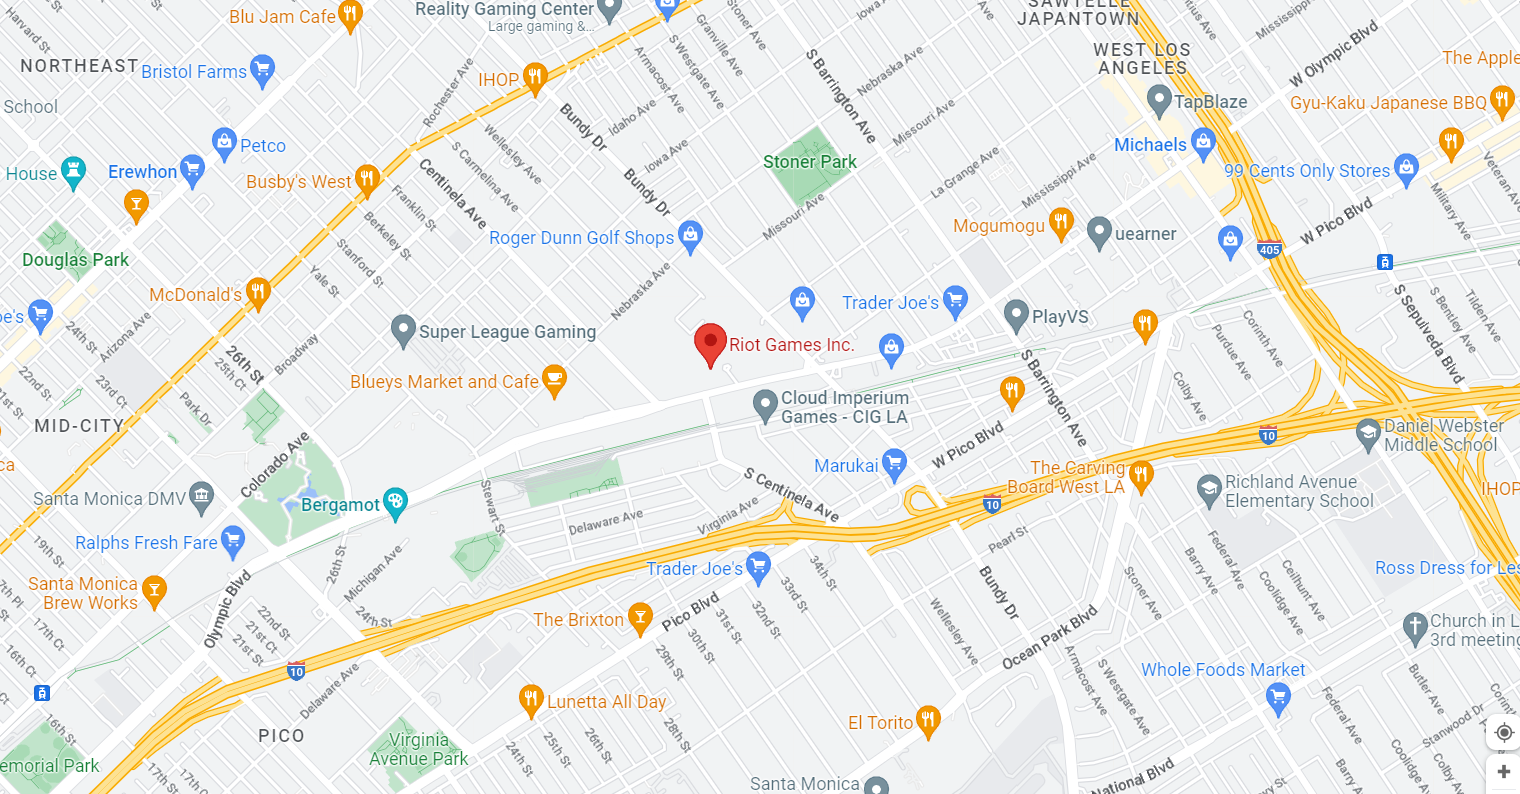 Blu Jam Cafe
Reality Gaming Center
Large gaming &...
SAWTELLE
JAPANTOWN
Harvard St
Stoner Ave
Granville Ave
S Westgate Ave
Armacost Ave
Iowa Ave
Mississippi Ave
W Olympic Blvd
WEST LOS
ANGELES
NORTHEAST
Bristol Farms
IHOP
Rochester Ave
S Barrington Ave
Nebraska Ave
The Apple
School
TapBlaze
Gyu-Kaku Japanese BBQ
Bundy Dr
Idaho Ave
Missouri Ave
Petco
Wellesley Ave
Iowa Ave
Stoner Park
Michaels
House
Erewhon
Busby's West
Centinela Ave
S Carmelina Ave
Bundy Dr
La Grange Ave
Mississippi Ave
99 Cents Only Stores
Military Ave
Veteran Ave
Franklin St
Berkeley St
Stanford St
Missouri Ave
Mogumogu
uearner
W Pico Blvd
Roger Dunn Golf Shops
Douglas Park
405
Yale St
Nebraska Ave
McDonald's
Trader Joe's
PlayVS
S Sepulveda Blvd
S Bentley Ave
Tilden Ave
oe's
24th St
Arizona Ave
Super League Gaming
Riot Games Inc.
Corinth Ave
Purdue Ave
26th St
25th Ct
Broadway
22nd St
23rd Ct
21st St
Blueys Market and Cafe
S Barrington Ave
Colby Ave
Park Dr
Cloud Imperium
Games - CIG LA
MID-CITY
W Pico Blvd
10
Daniel Webster
Middle School
Colorado Ave
ca
Marukai
The Carving
Board West LA
Santa Monica DMV
Bergamot
Stewart St
S Centinela Ave
10
Richland Avenue
Elementary School
IHOP
Delaware Ave
Virginia Ave
Ralphs Fresh Fare
19th St
26th St
Michigan Ave
Pearl St
Federal Ave
Barry Ave
Trader Joe's
34th St
33rd St
32nd St
Bundy Dr
Stoner Ave
Coolidge Ave
Ceilhunt Ave
Ross Dress for Les
Santa Monica
Brew Works
7th Pl
18th Ct
Olympic Blvd
24th St
The Brixton
Pico Blvd
31st St
30th St
29th St
Wellesley Ave
Ocean Park Blvd
Church in L
3rd meeting
17th Ct
22nd St
21st Ct
21st St
16th Ct
10
Delaware Ave
Armacost Ave
S Westgate Ave
Whole Foods Market
Butler Ave
Lunetta All Day
El Torito
Federal Ave
Stanwood Dr
16th St
PICO
Virginia
Avenue Park
28th St
26th St
25th St
24th St
emorial Park
17th St
17th Ct
Santa Monica
National Blvd
Barry Ave
Coolidge Ave
Colby Ave